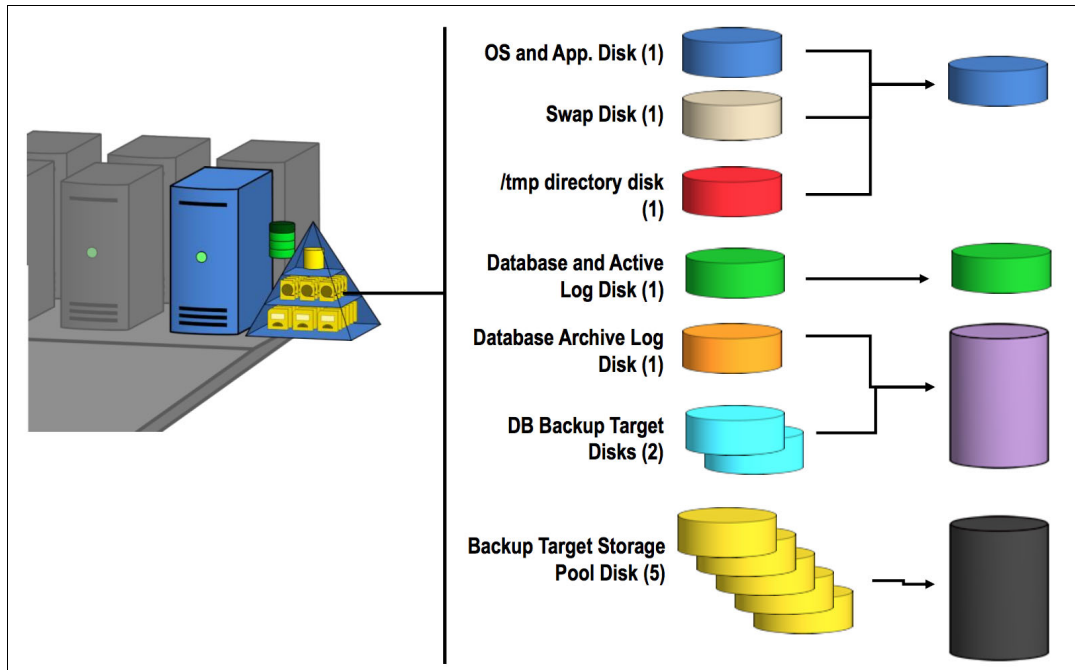 OS and App. Disk (1)
Swap Disk (1)
/tmp directory disk
(1)
Database and Active
Log Disk (1)
Database Archive Log
Disk (1)
DB Backup Target
Disks (2)
Backup Target Storage
Pool Disk (5)